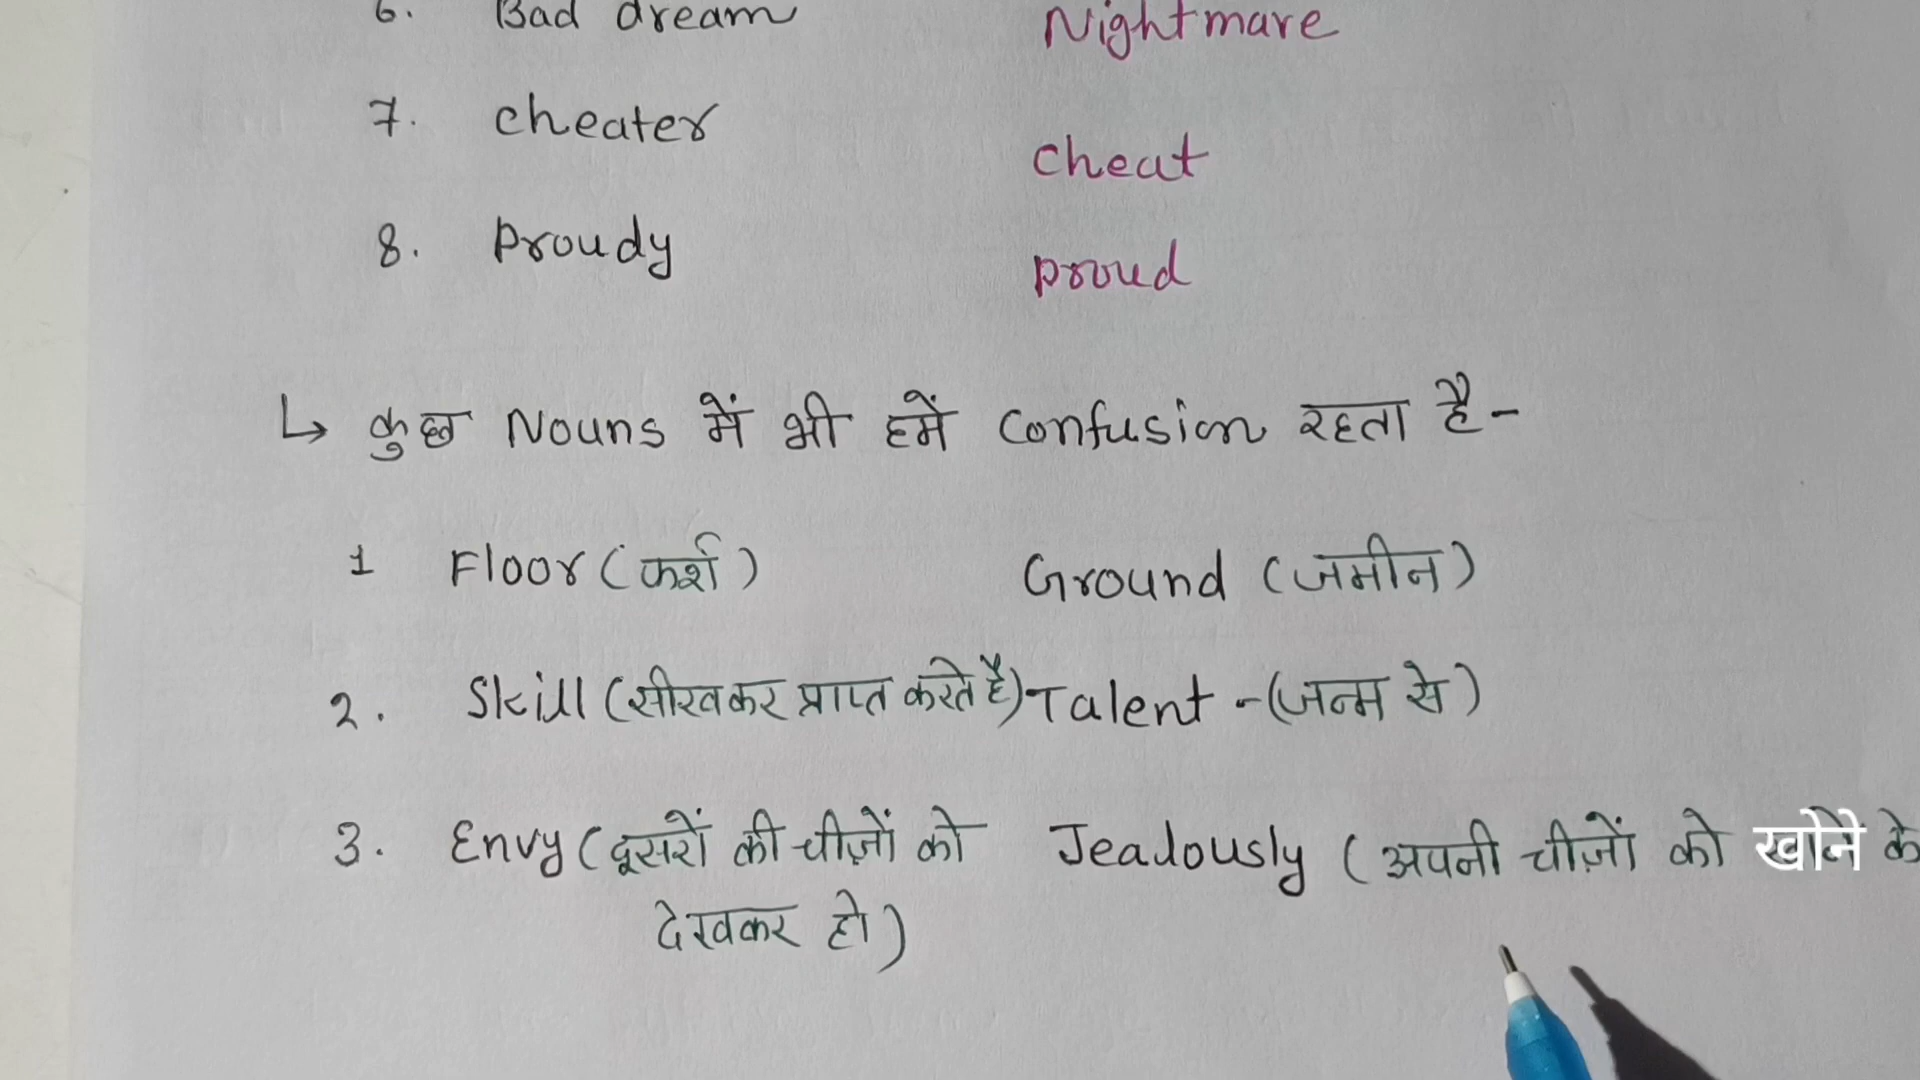 6. Bad dream Nightmare
7. cheater cheat
8. Proudy proud
↳ कुछ Nouns में भी हमें confusion रहता है -
1 Floor (फर्श) Ground (जमीन)
2. Skill (सीखकर प्राप्त करते है) Talent - (जन्म से)
3. Envy (दूसरों की चीज़ों को Jealously (अपनी चीज़ों को खोने के
देखकर हो)